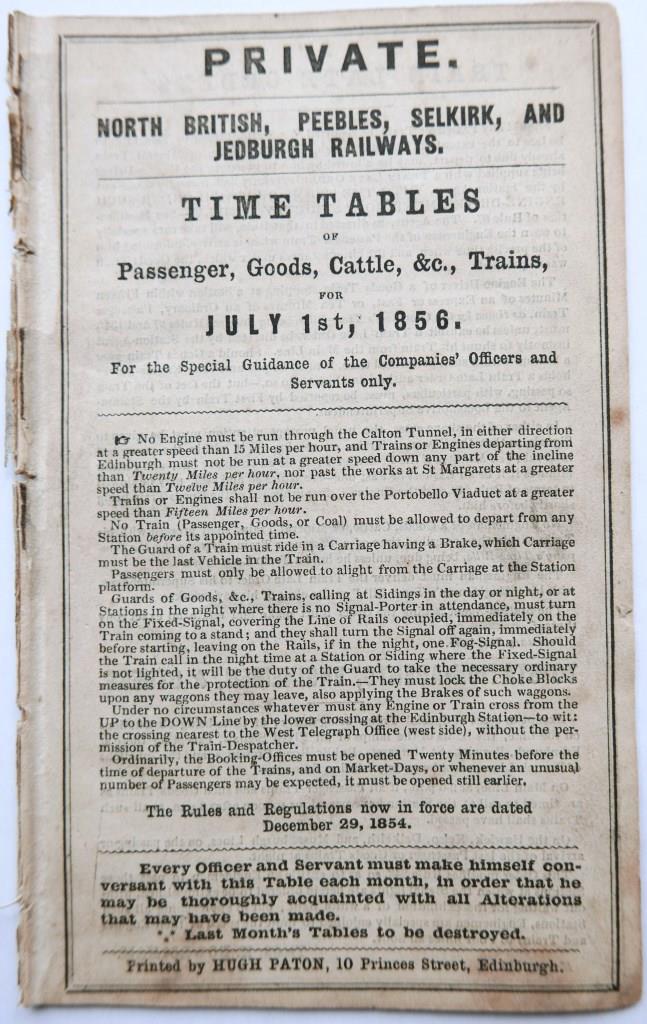 PRIVATE.
NORTH BRITISH, PEEBLES, SELKIRK, AND
JEDBURGH RAILWAYS.
TIME TABLES
OF
Passenger, Goods, Cattle, &c., Trains,
FOR
JULY 1st, 1856.
For the Special Guidance of the Companies' Officers and
Servants only.
☞ No Engine must be run through the Calton Tunnel, in either direction
at a greater speed than 15 Miles per hour, and Trains or Engines departing from
Edinburgh must not be run at a greater speed down any part of the incline
than Twenty Miles per hour, nor past the works at St Margarets at a greater
speed than Twelve Miles per hour.
Trains or Engines shall not be run over the Portobello Viaduct at a greater
speed than Fifteen Miles per hour.
No Train (Passenger, Goods, or Coal) must be allowed to depart from any
Station before its appointed time.
The Guard of a Train must ride in a Carriage having a Brake, which Carriage
must be the last Vehicle in the Train.
Passengers must only be allowed to alight from the Carriage at the Station
platform.
Guards of Goods, &c., Trains, calling at Sidings in the day or night, or at
Stations in the night where there is no Signal-Porter in attendance, must turn
on the Fixed-Signal, covering the Line of Rails occupied, immediately on the
Train coming to a stand; and they shall turn the Signal off again, immediately
before starting, leaving on the Rails, if in the night, one Fog-Signal. Should
the Train call in the night time at a Station or Siding where the Fixed-Signal
is not lighted, it will be the duty of the Guard to take the necessary ordinary
measures for the protection of the Train.—They must lock the Choke Blocks
upon any waggons they may leave, also applying the Brakes of such waggons.
Under no circumstances whatever must any Engine or Train cross from the
UP to the DOWN Line by the lower crossing at the Edinburgh Station—to wit:
the crossing nearest to the West Telegraph Office (west side), without the per-
mission of the Train-Despatcher.
Ordinarily, the Booking-Offices must be opened Twenty Minutes before the
time of departure of the Trains, and on Market-Days, or whenever an unusual
number of Passengers may be expected, it must be opened still earlier.
The Rules and Regulations now in force are dated
December 29, 1854.
Every Officer and Servant must make himself con-
versant with this Table each month, in order that he
may be thoroughly acquainted with all Alterations
that may have been made.
*.* Last Month's Tables to be destroyed.
Printed by HUGH PATON, 10 Princes Street, Edinburgh.